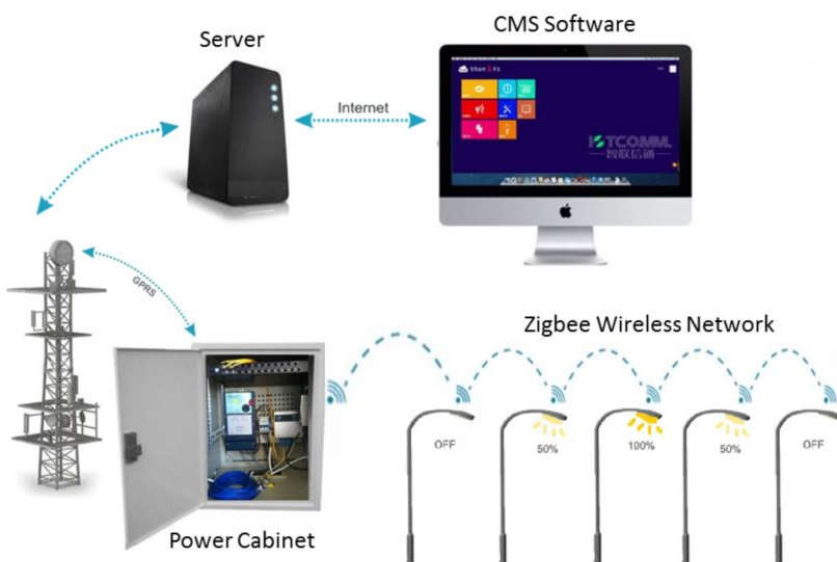 CMS Software
Server
Internet
GPRS
Zigbee Wireless Network
OFF
50%
100%
50%
OFF
Power Cabinet